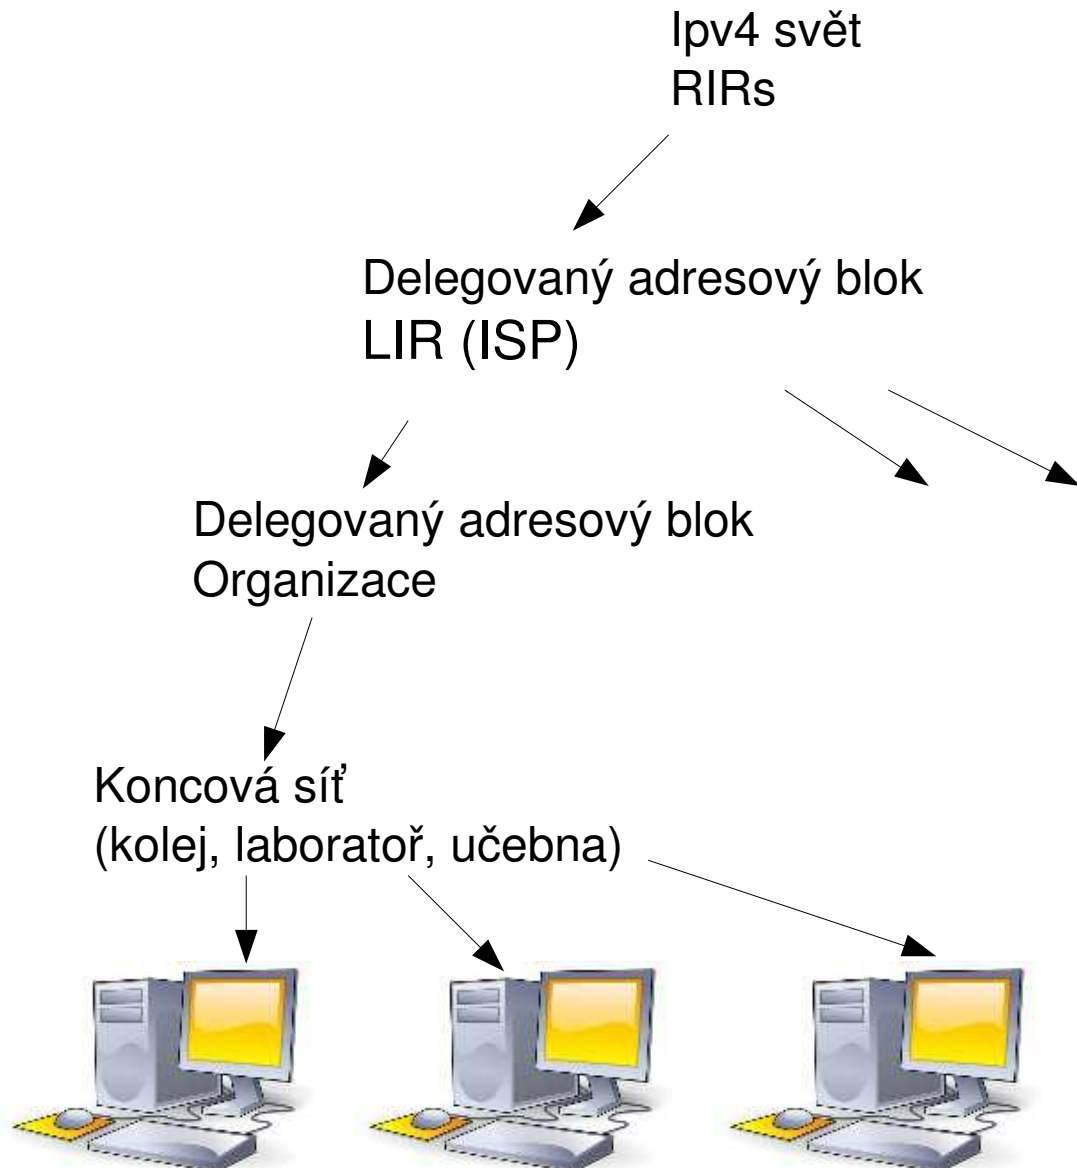 Ipv4 svět
RIRs
Delegovaný adresový blok
LIR (ISP)
Delegovaný adresový blok
Organizace
Koncová síť
(kolej, laboratoř, učebna)